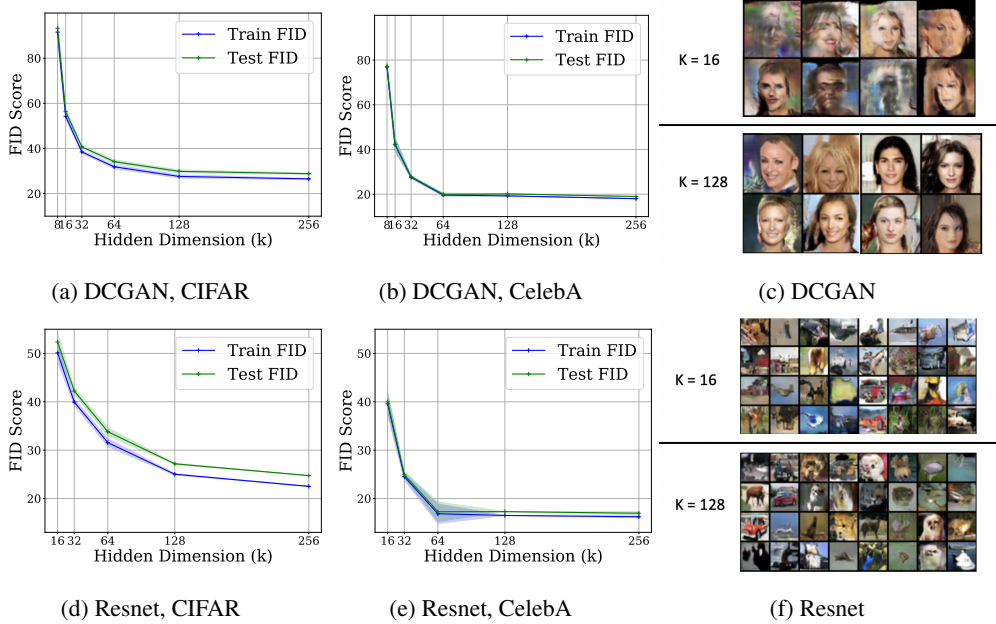 FID Score
80
60
40
20
Train FID
Test FID
8 16 32 64 128 256
Hidden Dimension (k)
(a) DCGAN, CIFAR
FID Score
80
60
40
20
Train FID
Test FID
8 16 32 64 128 256
Hidden Dimension (k)
(b) DCGAN, CelebA
K = 16
K = 128
(c) DCGAN
FID Score
50
40
30
20
Train FID
Test FID
16 32 64 128 256
Hidden Dimension (k)
(d) Resnet, CIFAR
FID Score
50
40
30
20
Train FID
Test FID
16 32 64 128 256
Hidden Dimension (k)
(e) Resnet, CelebA
K = 16
K = 128
(f) Resnet